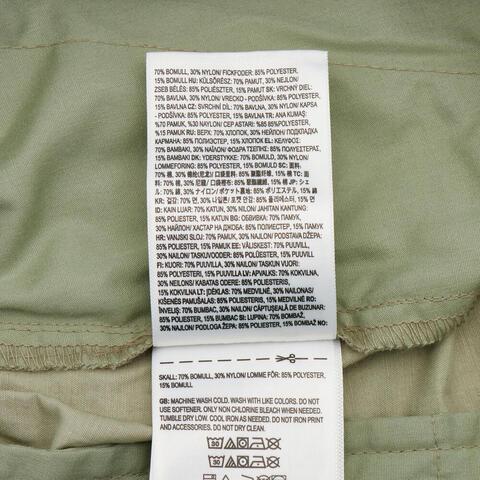 70% BOMULL, 30% NYLON/ FICKFODER: 85% POLYESTER,
15% BOMULL HU: KÜLSŐRÉSZ: 70% PAMUT, 30% NEJLON/
ZSEB BÉLÉS: 85% POLIÉSZTER, 15% PAMUT SK: VRCHNÝ DIEL:
70% BAVLNA, 30% NYLON/ VRECKO - PODŠÍVKA: 85% POLYESTER,
15% BAVLNA CZ: SVRCHNÍ DÍL: 70% BAVLNA, 30% NYLON/ KAPSA
- PODŠÍVKA: 85% POLYESTER, 15% BAVLNA TR: ANA KUMAŞ:
%70 PAMUK, %30 NAYLON/ CEP ASTARI: %85 85%POLYESTER,
%15 PAMUK RU: ВЕРХ: 70% ХЛОПОК, 30% НЕЙЛОН/ ПОДКЛАДКА
КАРМАНА: 85% ПОЛИЭСТЕР, 15% ХЛОПОК EL: ΚΕΛΥΦΟΣ:
70% ΒΑΜΒΑΚΙ, 30% ΝΑΪΛΟΝ/ ΦΟΔΡΑ ΤΣΕΠΗΣ: 85% ΠΟΛΥΕΣΤΕΡΑΣ,
15% ΒΑΜΒΑΚΙ DK: YDERSTYKKE: 70% BOMULD, 30% NYLON/
LOMMEFORING: 85% POLYESTER, 15% BOMULD SC: 面料:
70% 棉, 30% 锦纶(尼龙)/ 口袋里料: 85% 聚酯纤维, 15% 棉 TC: 面
料: 70% 棉, 30% 尼龍/ 口袋布料: 85% 聚酯纖維, 15% 棉 JP: シェ
ル: 70% 綿, 30% ナイロン/ ポケット裏地: 85% ポリエステル, 15% 綿
KR: 겉감: 70% 면, 30% 나일론/ 포켓 안감: 85% 폴리에스터, 15% 면
ID: KAIN LUAR: 70% KATUN, 30% NILON/ JAHITAN KANTUNG:
85% POLIESTER, 15% KATUN BG: ОБВИВКА: 70% ПАМУК,
30% НАЙЛОН/ ХАСТАР НА ДЖОБА: 85% ПОЛИЕСТЕР, 15% ПАМУК
HR: VANJSKI SLOJ: 70% PAMUK, 30% NAJLON/ PODSTAVA DŽEPA:
85% POLIESTER, 15% PAMUK EE: VÄLISKEST: 70% PUUVILL,
30% NAILON/ TASKUVOODER: 85% POLÜESTER, 15% PUUVILL
FI: KUORI: 70% PUUVILLA, 30% NAILON/ TASKUN VUORI:
85% POLYESTERI, 15% PUUVILLA LV: APVALKS: 70% KOKVILNA,
30% NEILONS/ KABATAS ODERE: 85% POLIESTERIS,
15% KOKVILNA LT: ĮDĖKLAS: 70% MEDVILNĖ, 30% NAILONAS/
KIŠENĖS PAMUŠALAS: 85% POLIESTERIS, 15% MEDVILNĖ RO:
ÎNVELIŞ: 70% BUMBAC, 30% NAILON/ CĂPTUŞEALĂ DE BUZUNAR:
85% POLIESTER, 15% BUMBAC SI: LUPINA: 70% BOMBAŽ,
30% NAJLON/ PODLOGA ŽEPA: 85% POLIESTER, 15% BOMBAŽ NO:
SKALL: 70% BOMULL, 30% NYLON/ LOMME FÔR: 85% POLYESTER,
15% BOMULL
GB: MACHINE WASH COLD. WASH WITH LIKE COLORS. DO NOT
USE SOFTENER. ONLY NON CHLORINE BLEACH WHEN NEEDED.
TUMBLE DRY LOW. COOL IRON AS NEEDED. DO NOT IRON PRINT
AND ACCESSORIES. DO NOT DRY CLEAN.
30
30